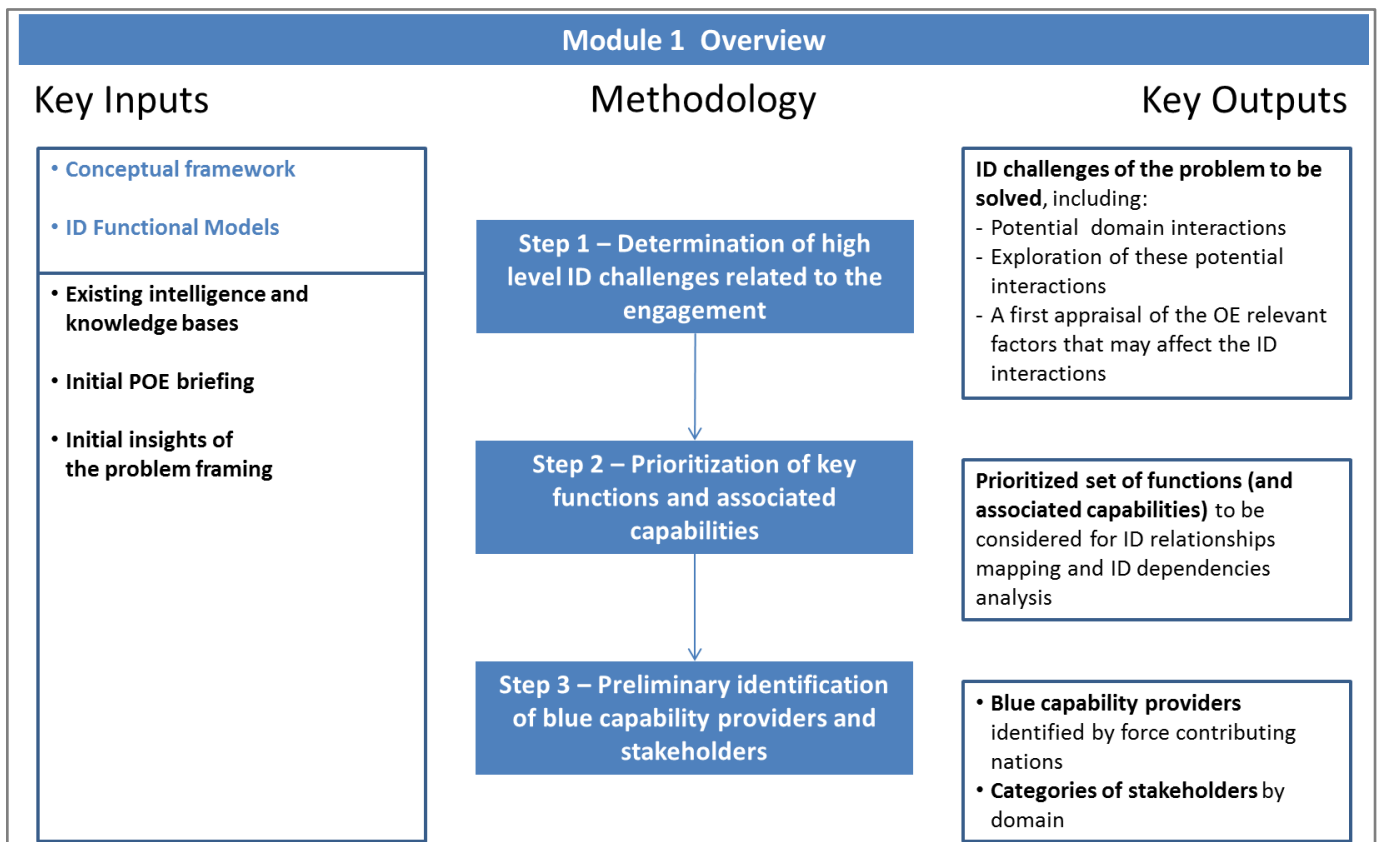 Module 1  Overview
Key Inputs
Methodology
Key Outputs
• Conceptual framework
• ID Functional Models
• Existing intelligence and
knowledge bases
• Initial POE briefing
• Initial insights of
the problem framing
Step 1 – Determination of high
level ID challenges related to the
engagement
Step 2 – Prioritization of key
functions and associated
capabilities
Step 3 – Preliminary identification
of blue capability providers and
stakeholders
ID challenges of the problem to be
solved, including:
- Potential  domain interactions
- Exploration of these potential
interactions
- A first appraisal of the OE relevant
factors that may affect the ID
interactions
Prioritized set of functions (and
associated capabilities) to be
considered for ID relationships
mapping and ID dependencies
analysis
• Blue capability providers
identified by force contributing
nations
• Categories of stakeholders by
domain